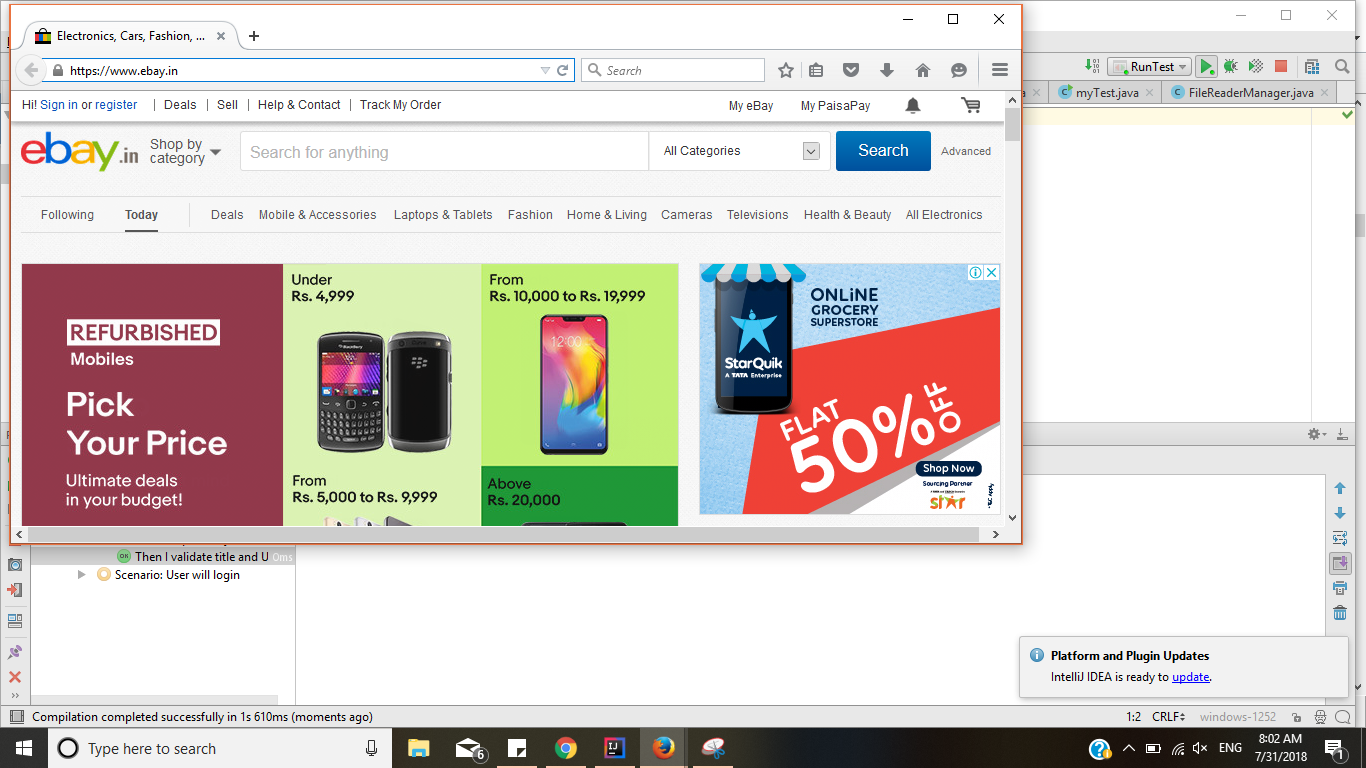 Electronics, Cars, Fashion, ...
https://www.ebay.in
Search
RunTest
myTest.java
FileReaderManager.java
Hi! Sign in or register | Deals | Sell | Help & Contact | Track My Order
My eBay
My PaisaPay
ebay.in
Shop by
category
Search for anything
All Categories
Search
Advanced
Following
Today
Deals
Mobile & Accessories
Laptops & Tablets
Fashion
Home & Living
Cameras
Televisions
Health & Beauty
All Electronics
REFURBISHED
Mobiles
Pick
Your Price
Ultimate deals
in your budget!
Under
Rs. 4,999
BlackBerry
From
Rs. 5,000 to Rs. 9,999
From
Rs. 10,000 to Rs. 19,999
12:00
Above
Rs. 20,000
ONLiNE
GROCERY
SUPERSTORE
StarQuik
A TATA Enterprise
FLAT
50% OFF
Shop Now
Sourcing Partner
star
Then I validate title and U 0ms
Scenario: User will login
Platform and Plugin Updates
IntelliJ IDEA is ready to update.
Compilation completed successfully in 1s 610ms (moments ago)
1:2
CRLF
windows-1252
Type here to search
6
ENG
8:02 AM
7/31/2018
1